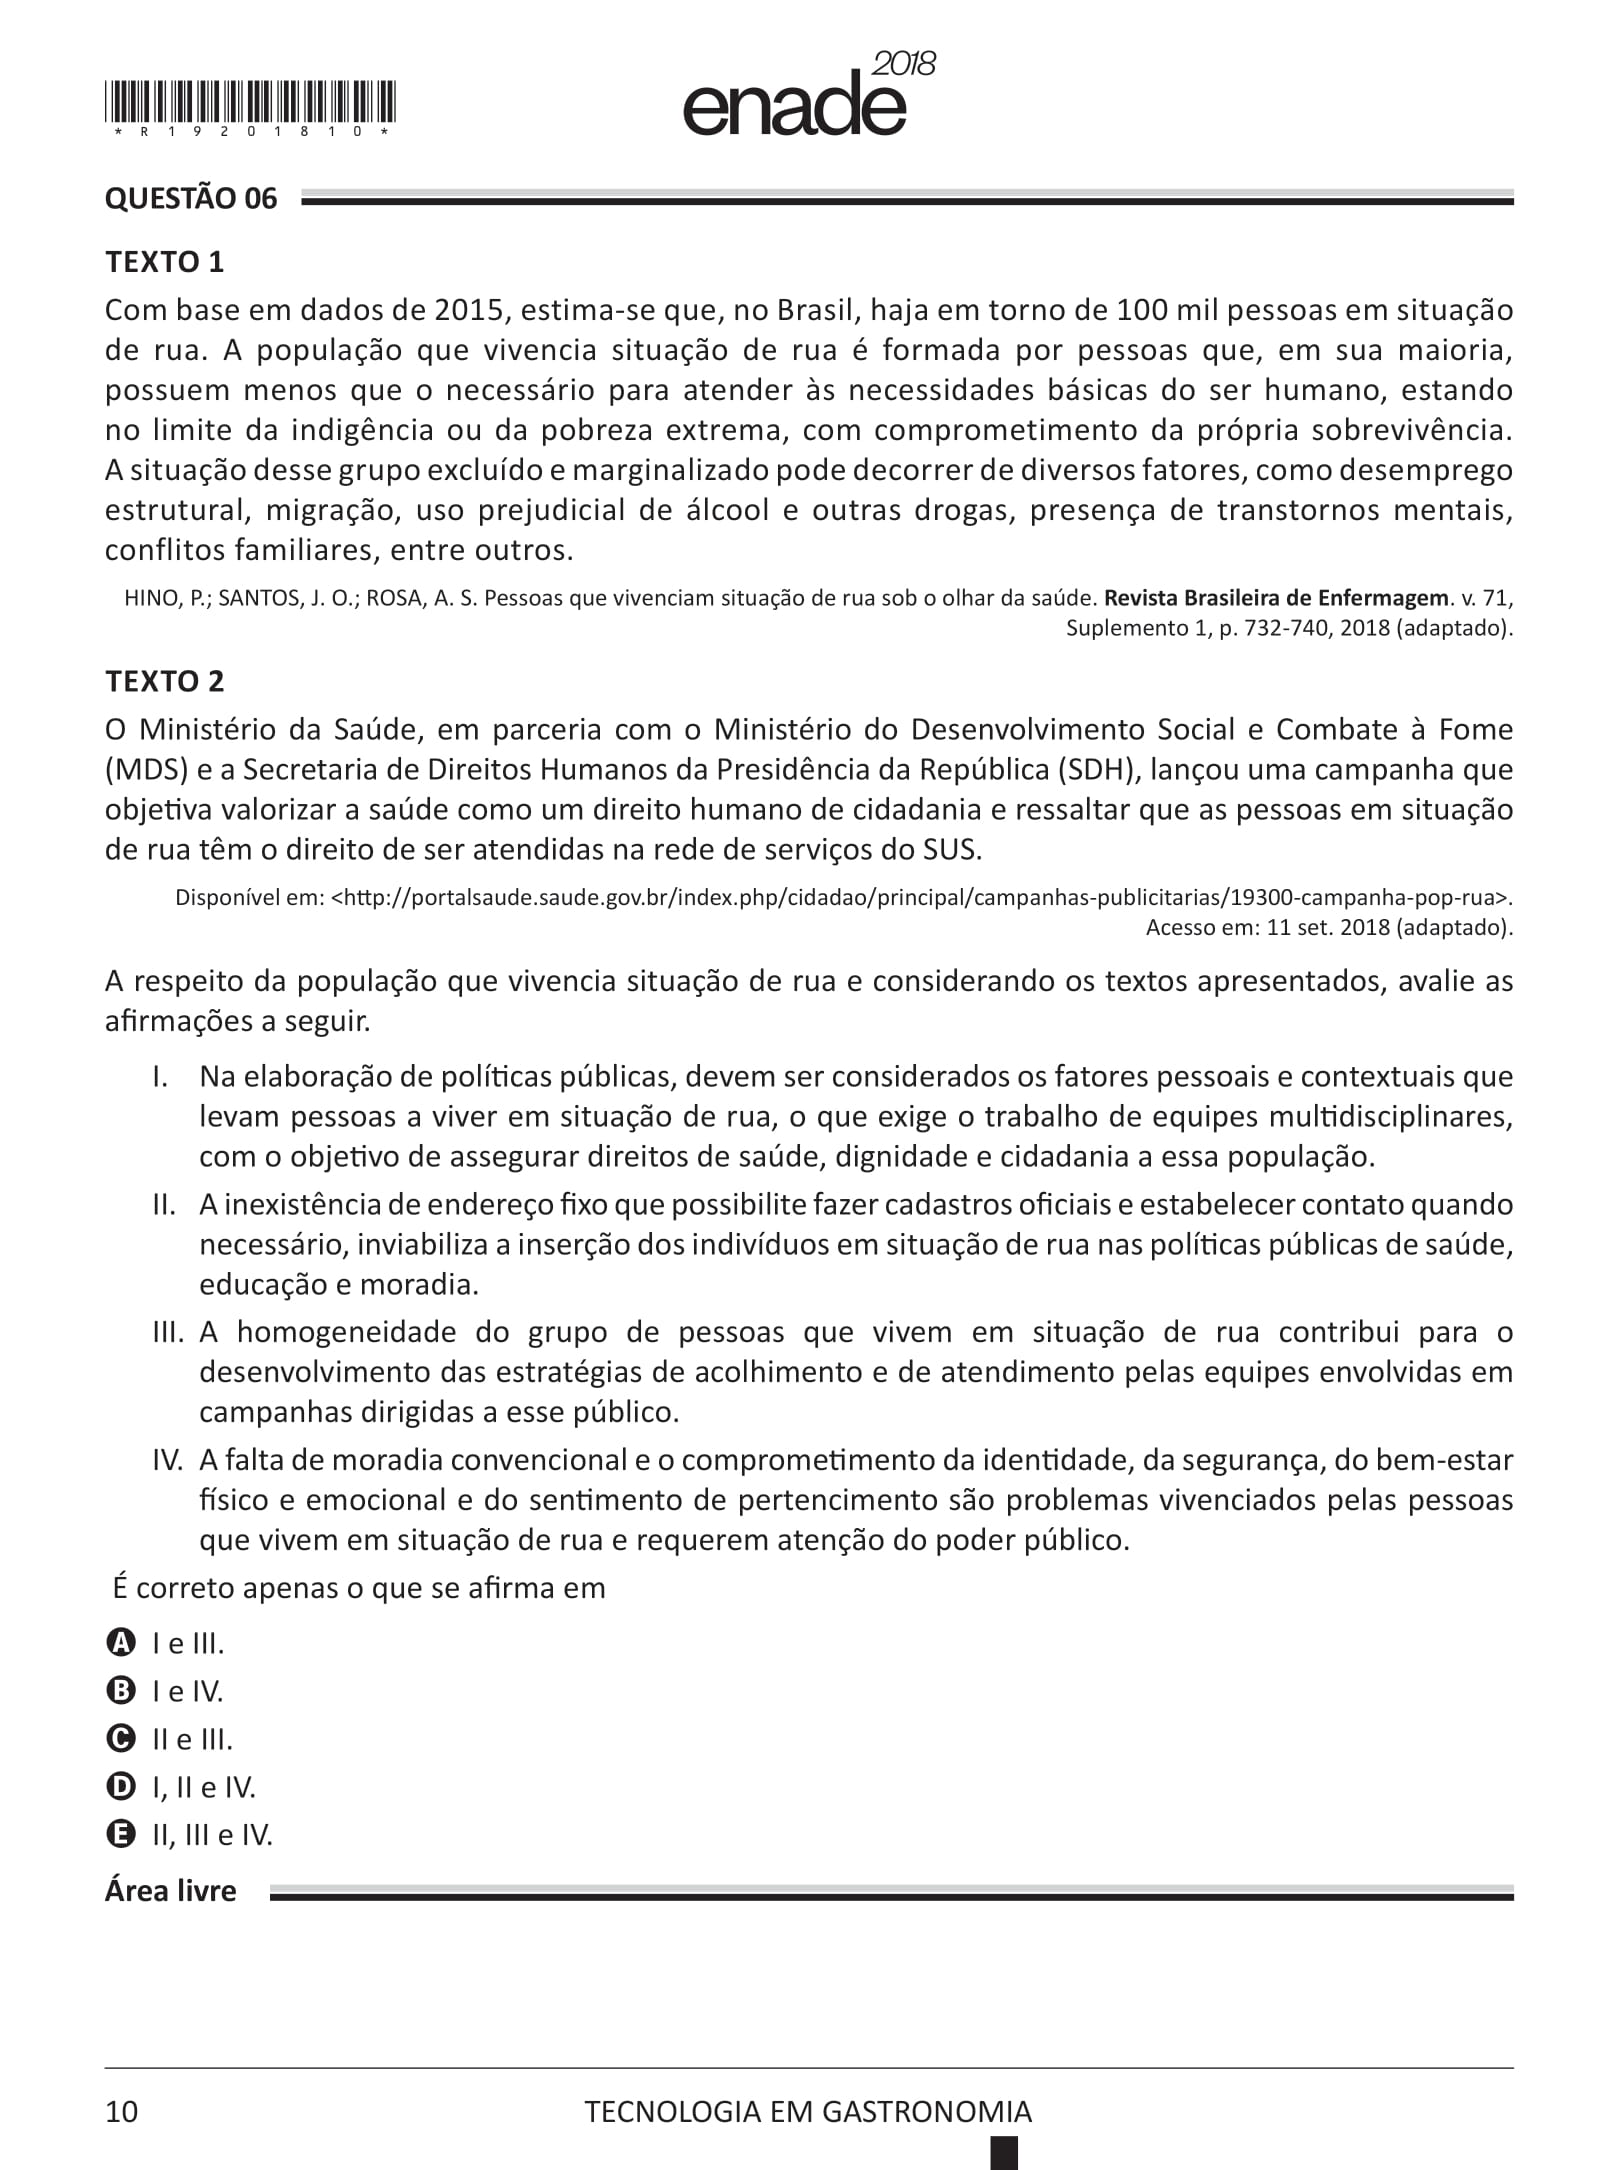 enade 2018
* R 1 9 2 0 1 8 1 0 *
QUESTÃO 06
TEXTO 1
Com base em dados de 2015, estima-se que, no Brasil, haja em torno de 100 mil pessoas em situação
de rua. A população que vivencia situação de rua é formada por pessoas que, em sua maioria,
possuem menos que o necessário para atender às necessidades básicas do ser humano, estando
no limite da indigência ou da pobreza extrema, com comprometimento da própria sobrevivência.
A situação desse grupo excluído e marginalizado pode decorrer de diversos fatores, como desemprego
estrutural, migração, uso prejudicial de álcool e outras drogas, presença de transtornos mentais,
conflitos familiares, entre outros.
HINO, P.; SANTOS, J. O.; ROSA, A. S. Pessoas que vivenciam situação de rua sob o olhar da saúde. Revista Brasileira de Enfermagem. v. 71,
Suplemento 1, p. 732-740, 2018 (adaptado).
TEXTO 2
O Ministério da Saúde, em parceria com o Ministério do Desenvolvimento Social e Combate à Fome
(MDS) e a Secretaria de Direitos Humanos da Presidência da República (SDH), lançou uma campanha que
objetiva valorizar a saúde como um direito humano de cidadania e ressaltar que as pessoas em situação
de rua têm o direito de ser atendidas na rede de serviços do SUS.
Disponível em: <http://portalsaude.saude.gov.br/index.php/cidadao/principal/campanhas-publicitarias/19300-campanha-pop-rua>.
Acesso em: 11 set. 2018 (adaptado).
A respeito da população que vivencia situação de rua e considerando os textos apresentados, avalie as
afirmações a seguir.
I. Na elaboração de políticas públicas, devem ser considerados os fatores pessoais e contextuais que
levam pessoas a viver em situação de rua, o que exige o trabalho de equipes multidisciplinares,
com o objetivo de assegurar direitos de saúde, dignidade e cidadania a essa população.
II. A inexistência de endereço fixo que possibilite fazer cadastros oficiais e estabelecer contato quando
necessário, inviabiliza a inserção dos indivíduos em situação de rua nas políticas públicas de saúde,
educação e moradia.
III. A homogeneidade do grupo de pessoas que vivem em situação de rua contribui para o
desenvolvimento das estratégias de acolhimento e de atendimento pelas equipes envolvidas em
campanhas dirigidas a esse público.
IV. A falta de moradia convencional e o comprometimento da identidade, da segurança, do bem-estar
físico e emocional e do sentimento de pertencimento são problemas vivenciados pelas pessoas
que vivem em situação de rua e requerem atenção do poder público.
É correto apenas o que se afirma em
A I e III.
B I e IV.
C II e III.
D I, II e IV.
E II, III e IV.
Área livre
10
TECNOLOGIA EM GASTRONOMIA